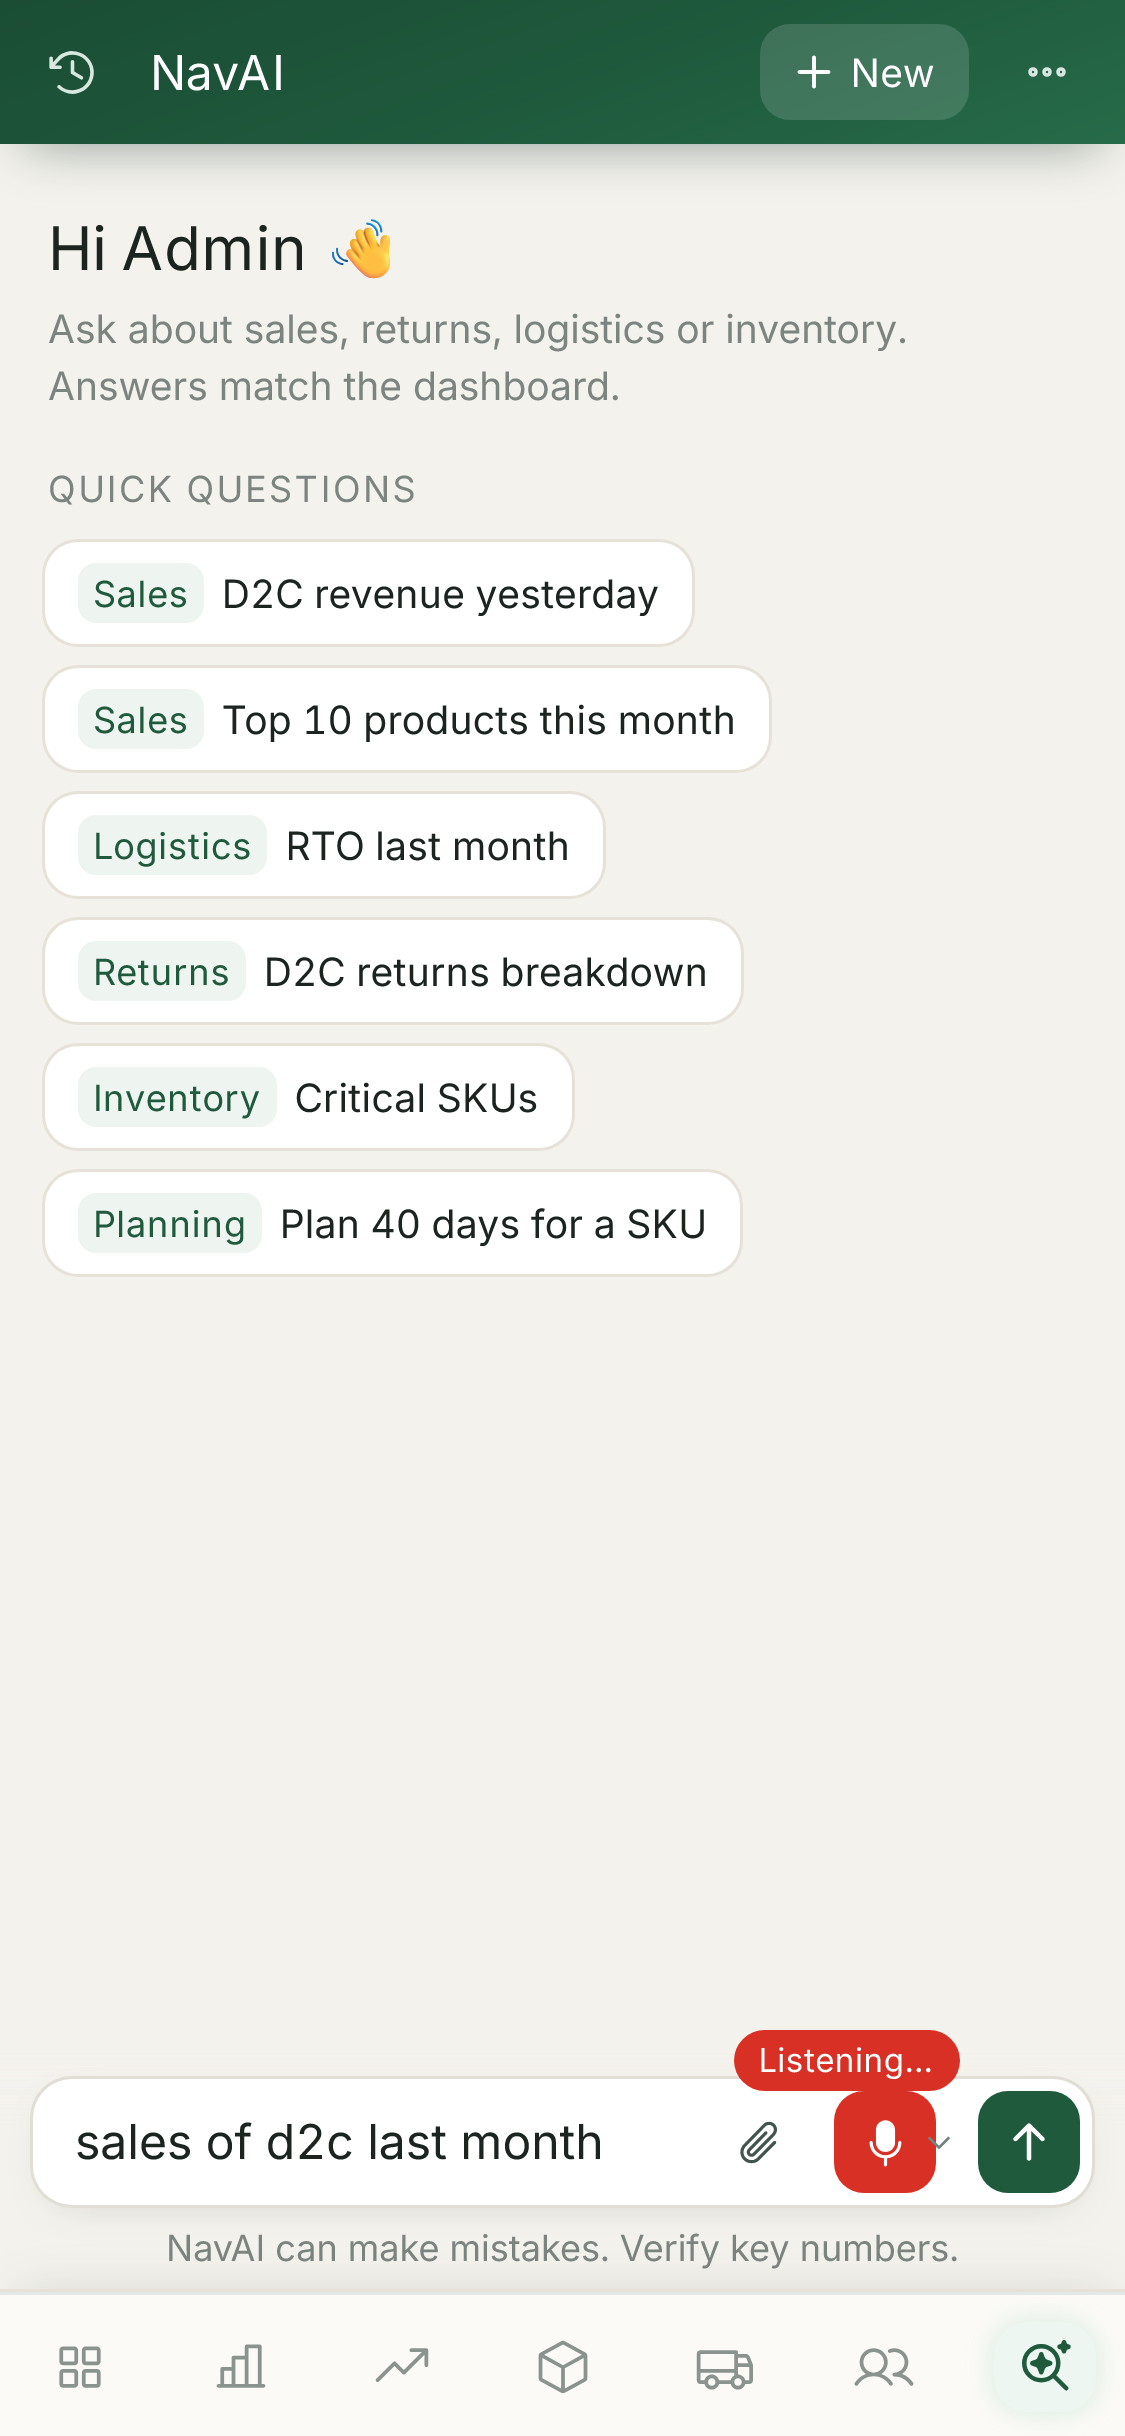 NavAI
New
Hi Admin 👋
Ask about sales, returns, logistics or inventory.
Answers match the dashboard.
QUICK QUESTIONS
Sales D2C revenue yesterday
Sales Top 10 products this month
Logistics RTO last month
Returns D2C returns breakdown
Inventory Critical SKUs
Planning Plan 40 days for a SKU
Listening...
sales of d2c last month
NavAI can make mistakes. Verify key numbers.